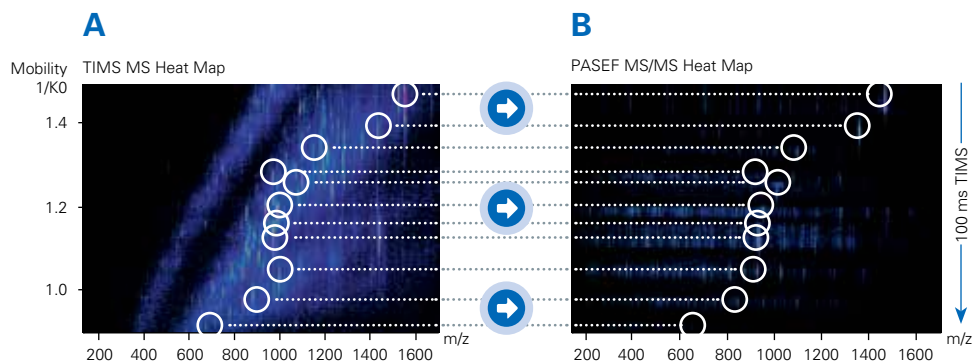 A
B
TIMS MS Heat Map
PASEF MS/MS Heat Map
Mobility
1/K0
1.4
1.2
1.0
200 400 600 800 1000 1200 1400 1600 m/z
200 400 600 800 1000 1200 1400 1600 m/z
100 ms TIMS